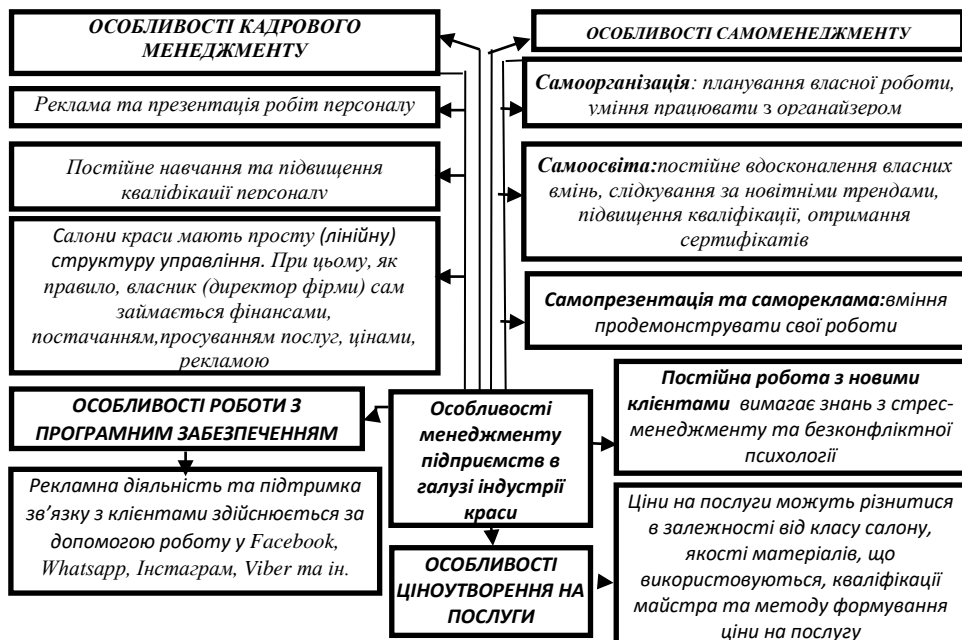 ОСОБЛИВОСТІ КАДРОВОГО
МЕНЕДЖМЕНТУ
Реклама та презентація робіт персоналу
Постійне навчання та підвищення
кваліфікації персоналу
Салони краси мають просту (лінійну)
структуру управління. При цьому, як
правило, власник (директор фірми) сам
займається фінансами,
постачанням,просуванням послуг, цінами,
рекламою
ОСОБЛИВОСТІ РОБОТИ З
ПРОГРАМНИМ ЗАБЕЗПЕЧЕННЯМ
Рекламна діяльність та підтримка
зв’язку з клієнтами здійснюється за
допомогою роботу у Facebook,
Whatsapp, Інстаграм, Viber та ін.
Особливості
менеджменту
підприємств в
галузі індустрії
краси
ОСОБЛИВОСТІ
ЦІНОУТВОРЕННЯ НА
ПОСЛУГИ
ОСОБЛИВОСТІ САМОМЕНЕДЖМЕНТУ
Самоорганізація: планування власної роботи,
уміння працювати з органайзером
Самоосвіта:постійне вдосконалення власних
вмінь, слідкування за новітніми трендами,
підвищення кваліфікації, отримання
сертифікатів
Самопрезентація та самореклама:вміння
продемонструвати свої роботи
Постійна робота з новими
клієнтами вимагає знань з стрес-
менеджменту та безконфліктної
психології
Ціни на послуги можуть різнитися
в залежності від класу салону,
якості матеріалів, що
використовуються, кваліфікації
майстра та методу формування
ціни на послугу